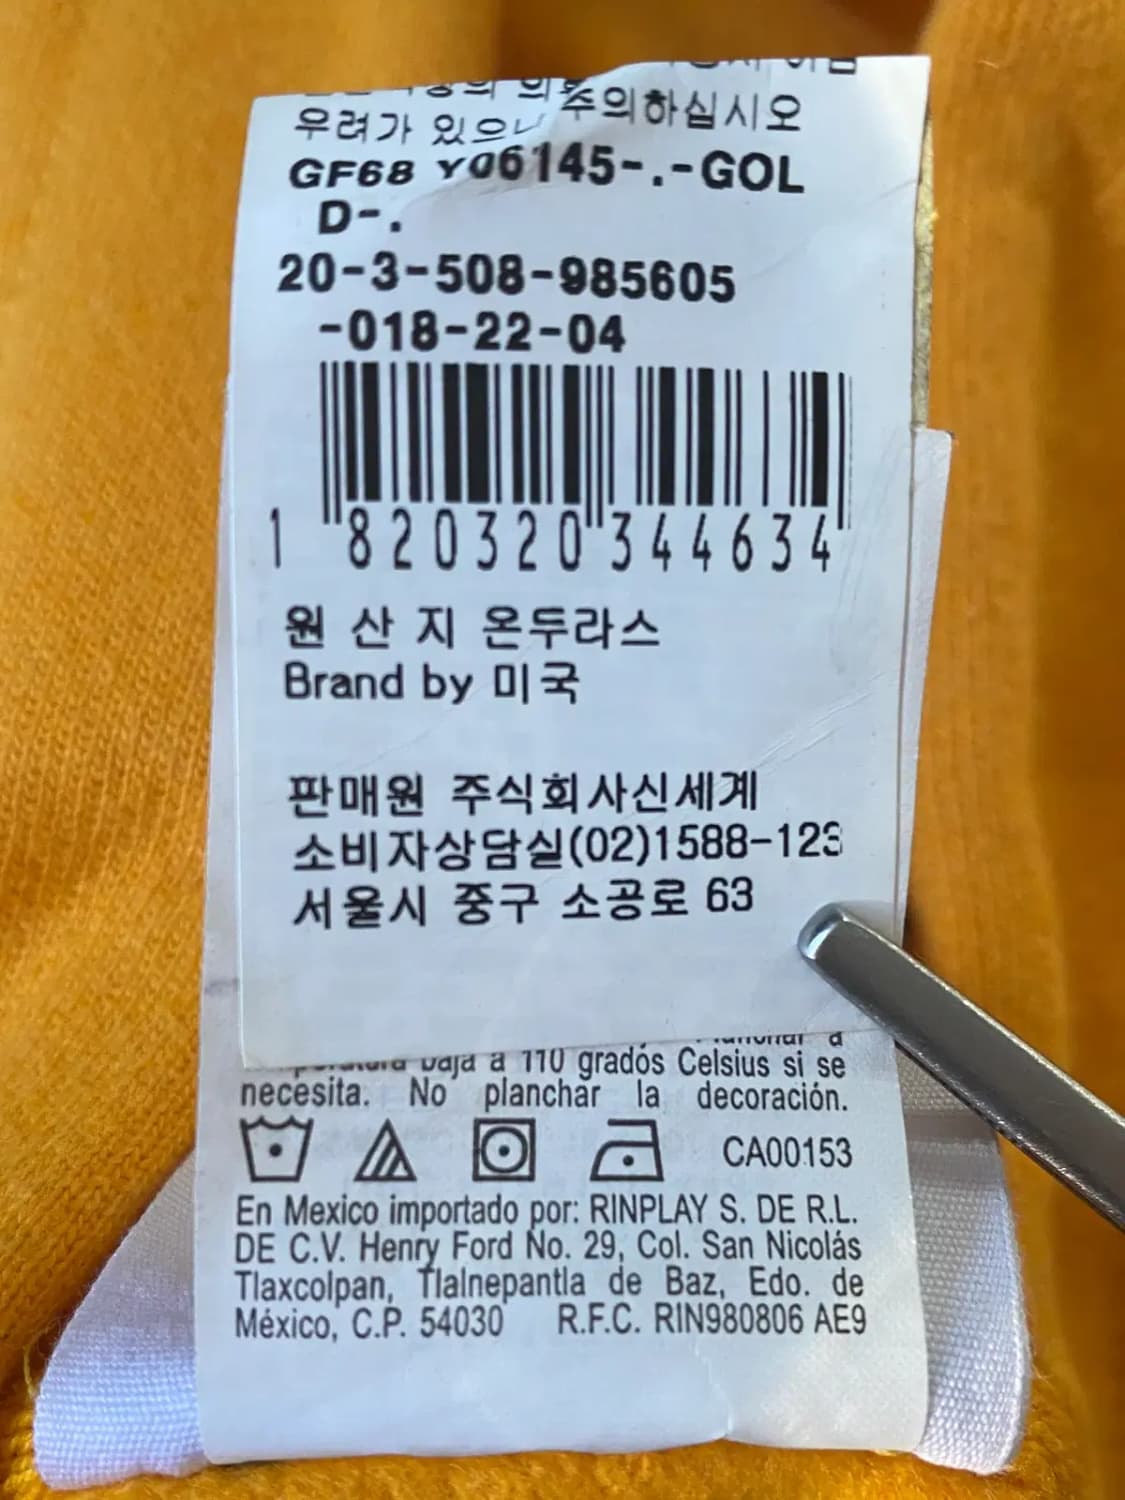 우려가 있으니 주의하십시오
GF68 Y06145-.-GOL
D-.
20-3-508-985605
-018-22-04
1 820320 344634
원 산 지 온두라스
Brand by 미국
판매원 주식회사신세계
소비자상담실(02)1588-123
서울시 중구 소공로 63
baja a 110 grados Celsius si se
necesita. No planchar la decoración.
CA00153
En Mexico importado por: RINPLAY S. DE R.L.
DE C.V. Henry Ford No. 29, Col. San Nicolás
Tlaxcolpan, Tlalnepantla de Baz, Edo. de
México, C.P. 54030 R.F.C. RIN980806 AE9